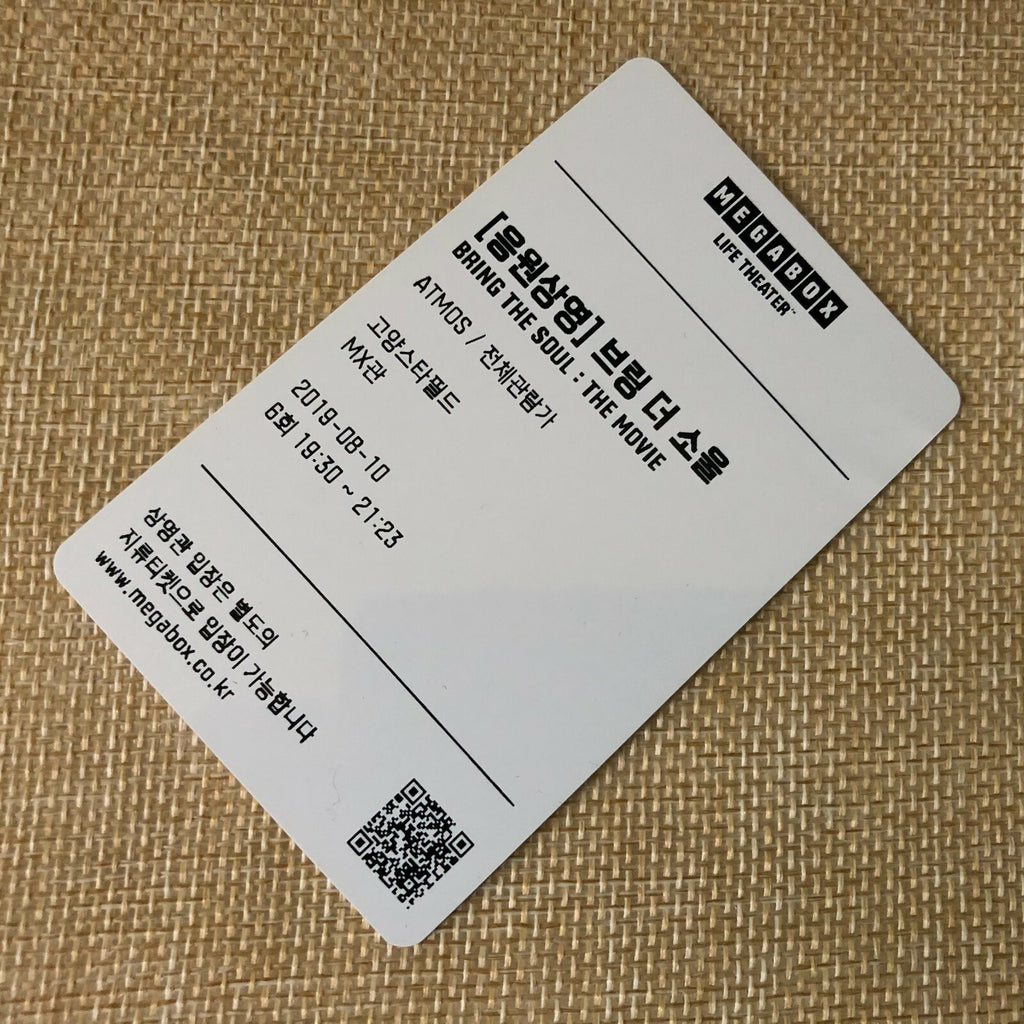 MEGABOX
LIFE THEATER™
[응원상영] 브링 더 소울
BRING THE SOUL : THE MOVIE
ATMOS / 전체관람가
고양스타필드
MX관
2019-08-10
6회 19:30 ~ 21:23
상영관 입장은 별도의
지류티켓으로 입장이 가능합니다
www.megabox.co.kr